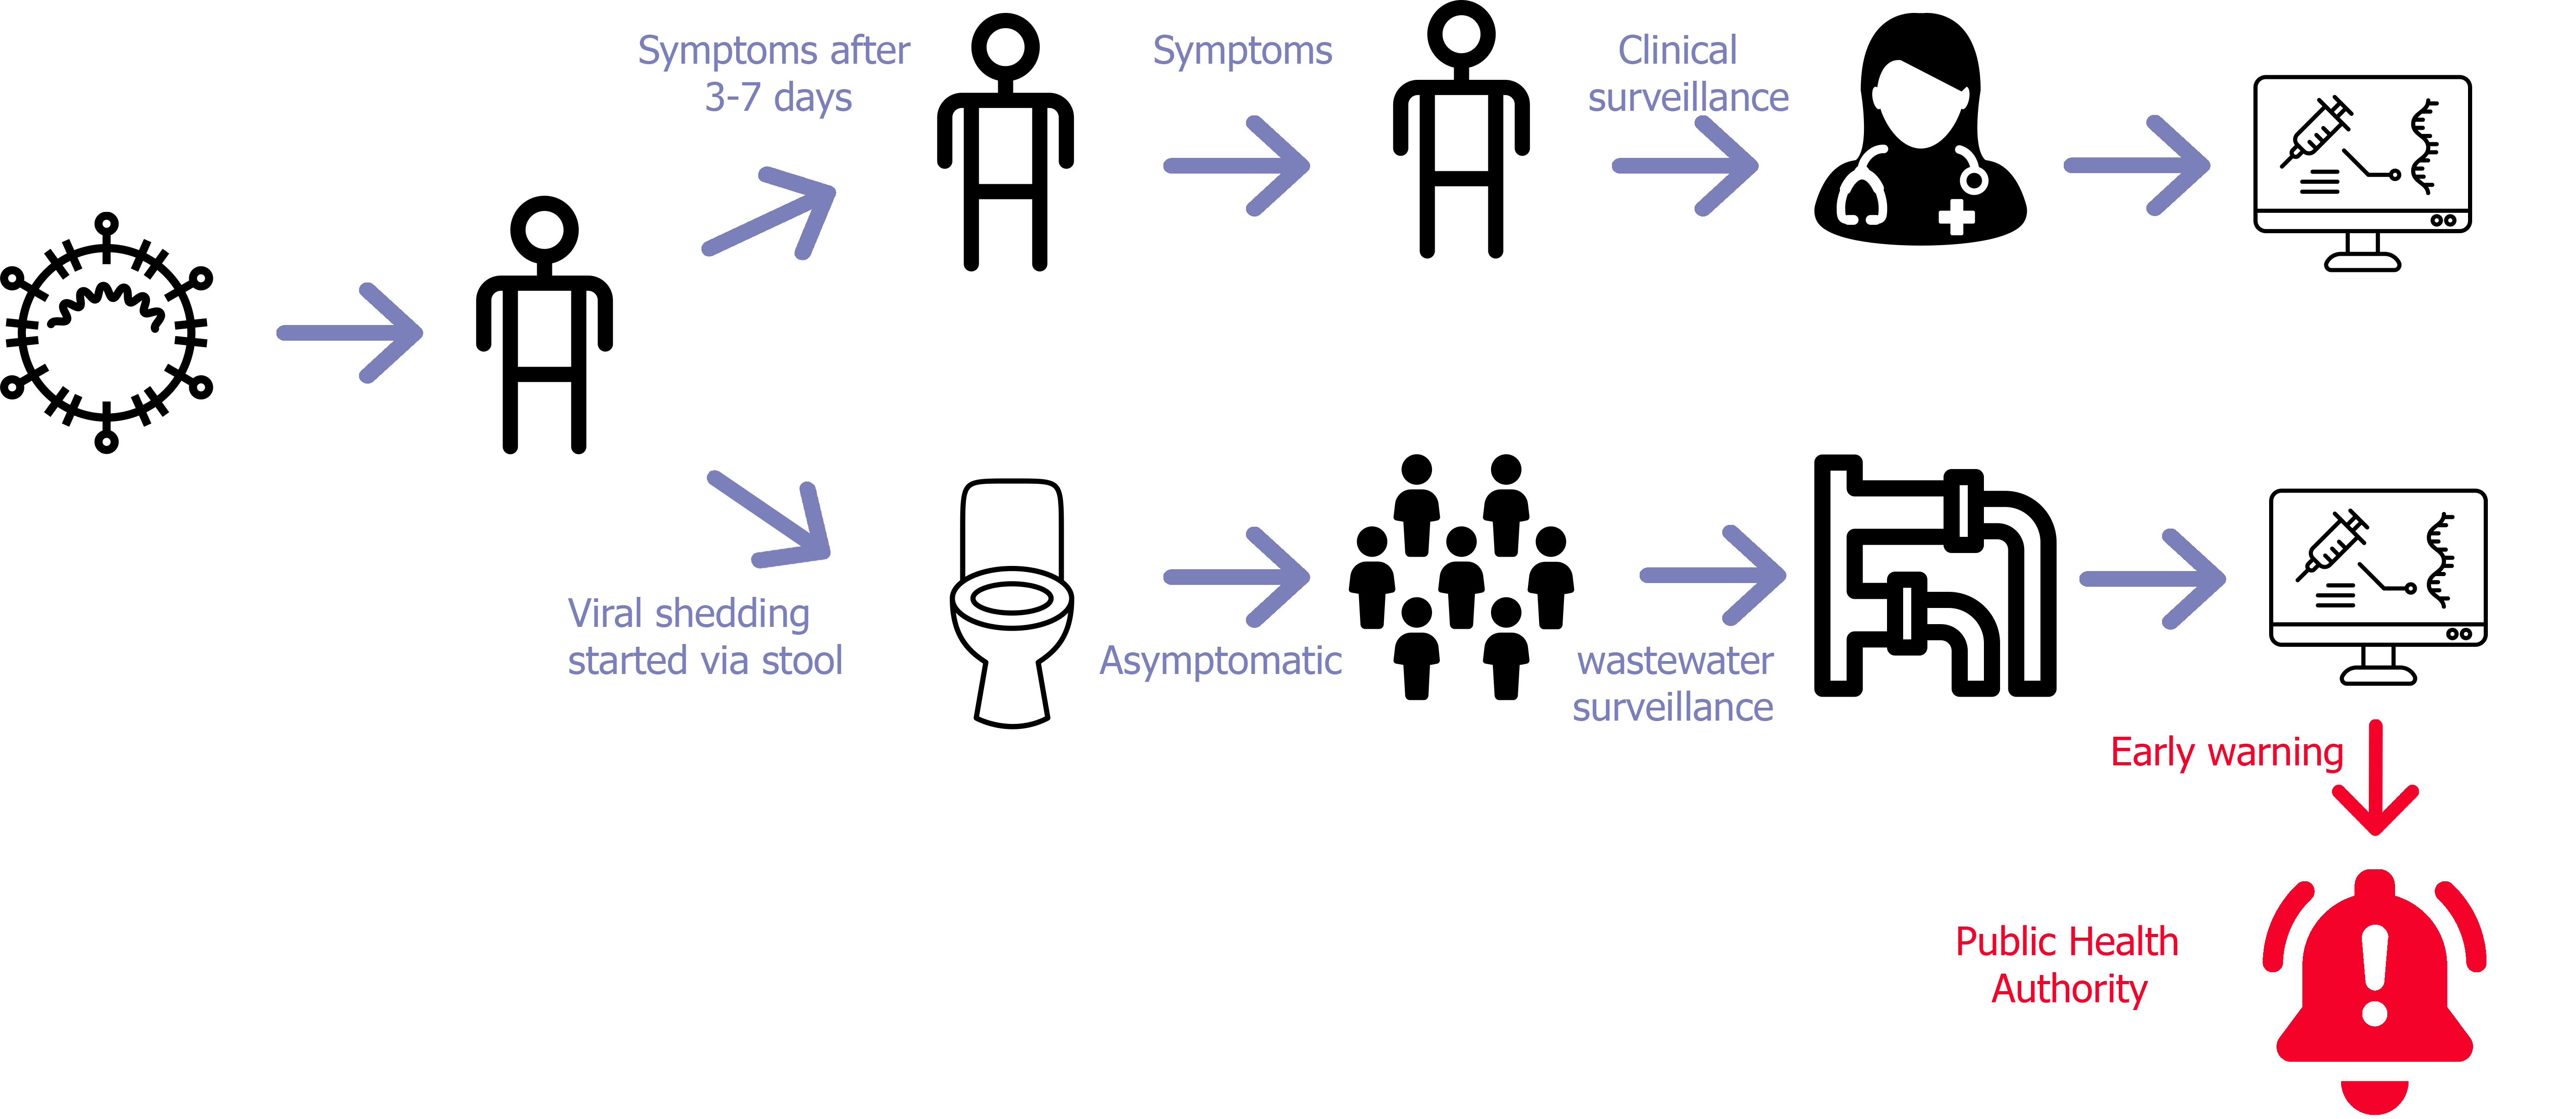 Symptoms after
3-7 days
Symptoms
Clinical
surveillance
Viral shedding
started via stool
Asymptomatic
wastewater
surveillance
Early warning
Public Health
Authority